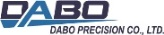 DABO
DABO PRECISION CO., LTD.